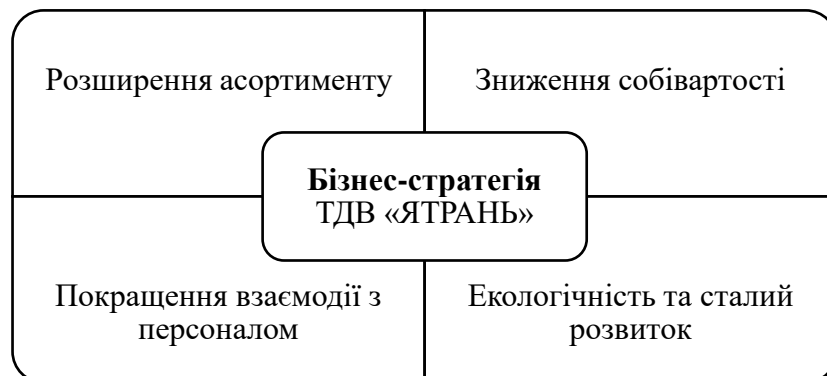 Розширення асортименту
Зниження собівартості
Бізнес-стратегія
ТДВ «ЯТРАНЬ»
Покращення взаємодії з
персоналом
Екологічність та сталий
розвиток